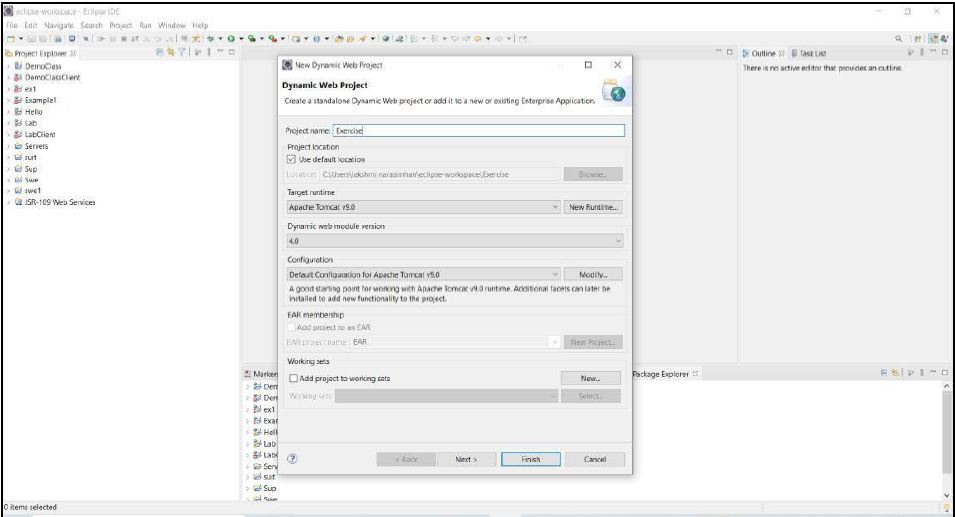 eclipse-workspace - Eclipse IDE
File Edit Navigate Search Project Run Window Help
Project Explorer
DemoClass
DemoClassClient
ex1
Example1
Hello
Lab
LabClient
Servers
surt
Sup
Swe
swe1
JSR-109 Web Services
New Dynamic Web Project
Dynamic Web Project
Create a standalone Dynamic Web project or add it to a new or existing Enterprise Application.
Project name: Exercise
Project location
Use default location
Location: C:\Users\lakshmi narasimhan\eclipse-workspace\Exercise Browse...
Target runtime
Apache Tomcat v9.0 New Runtime...
Dynamic web module version
4.0
Configuration
Default Configuration for Apache Tomcat v9.0 Modify...
A good starting point for working with Apache Tomcat v9.0 runtime. Additional facets can later be
installed to add new functionality to the project.
EAR membership
Add project to an EAR
EAR project name: EAR New Project...
Working sets
Add project to working sets New...
Working sets: Select...
< Back Next > Finish Cancel
Outline Task List
There is no active editor that provides an outline.
Marker
Package Explorer
Den
Den
ex1
Exar
Hell
Lab
Lab
Serv
surt
Sup
Swe
0 items selected